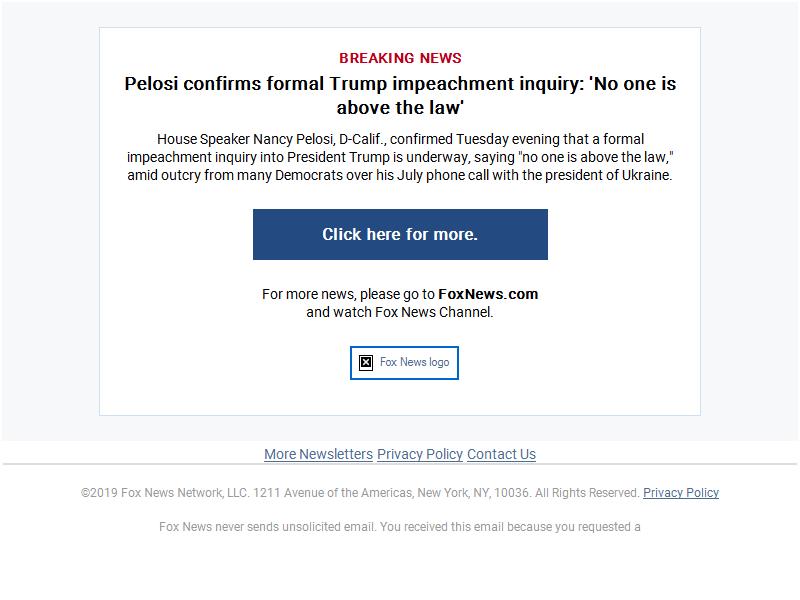 BREAKING NEWS
Pelosi confirms formal Trump impeachment inquiry: 'No one is
above the law'
House Speaker Nancy Pelosi, D-Calif., confirmed Tuesday evening that a formal
impeachment inquiry into President Trump is underway, saying "no one is above the law,"
amid outcry from many Democrats over his July phone call with the president of Ukraine.
Click here for more.
For more news, please go to FoxNews.com
and watch Fox News Channel.
Fox News logo
More Newsletters Privacy Policy Contact Us
©2019 Fox News Network, LLC. 1211 Avenue of the Americas, New York, NY, 10036. All Rights Reserved. Privacy Policy
Fox News never sends unsolicited email. You received this email because you requested a